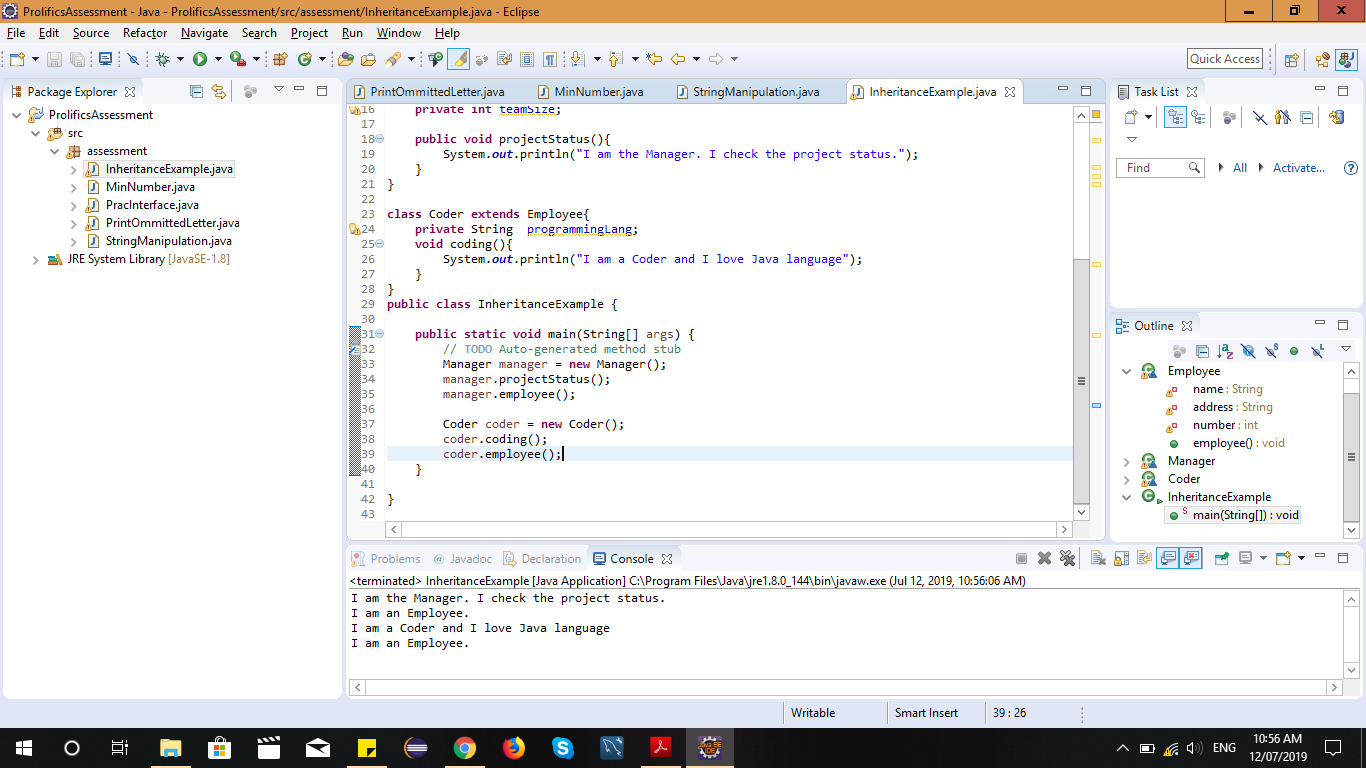 ProlificsAssessment - Java - ProlificsAssessment/src/assessment/InheritanceExample.java - Eclipse
File Edit Source Refactor Navigate Search Project Run Window Help
Quick Access
Package Explorer
ProlificsAssessment
src
assessment
InheritanceExample.java
MinNumber.java
PracInterface.java
PrintOmmittedLetter.java
StringManipulation.java
JRE System Library [JavaSE-1.8]
PrintOmmittedLetter.java MinNumber.java StringManipulation.java InheritanceExample.java
16 private int teamSize;
17
18 public void projectStatus(){
19 System.out.println("I am the Manager. I check the project status.");
20 }
21 }
22
23 class Coder extends Employee{
24 private String programmingLang;
25 void coding(){
26 System.out.println("I am a Coder and I love Java language");
27 }
28 }
29 public class InheritanceExample {
30
31 public static void main(String[] args) {
32 // TODO Auto-generated method stub
33 Manager manager = new Manager();
34 manager.projectStatus();
35 manager.employee();
36
37 Coder coder = new Coder();
38 coder.coding();
39 coder.employee();
40 }
41
42 }
43
Task List
Find All Activate...
Outline
Employee
name : String
address : String
number : int
employee() : void
Manager
Coder
InheritanceExample
main(String[]) : void
Problems @ Javadoc Declaration Console
<terminated> InheritanceExample [Java Application] C:\Program Files\Java\jre1.8.0_144\bin\javaw.exe (Jul 12, 2019, 10:56:06 AM)
I am the Manager. I check the project status.
I am an Employee.
I am a Coder and I love Java language
I am an Employee.
Writable Smart Insert 39 : 26
ENG
10:56 AM
12/07/2019